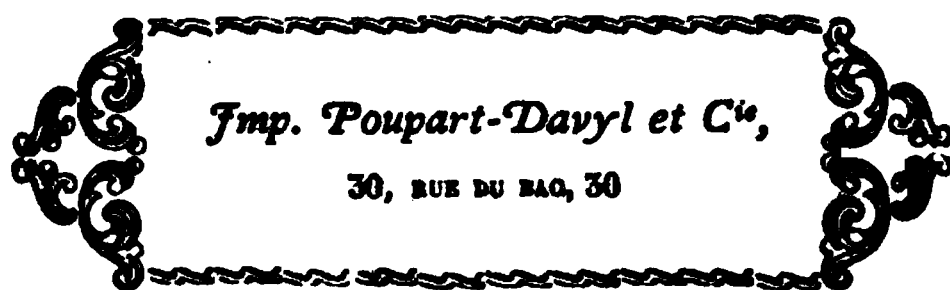 Imp. Poupart-Davyl et Cie,
30, RUE DU BAC, 30